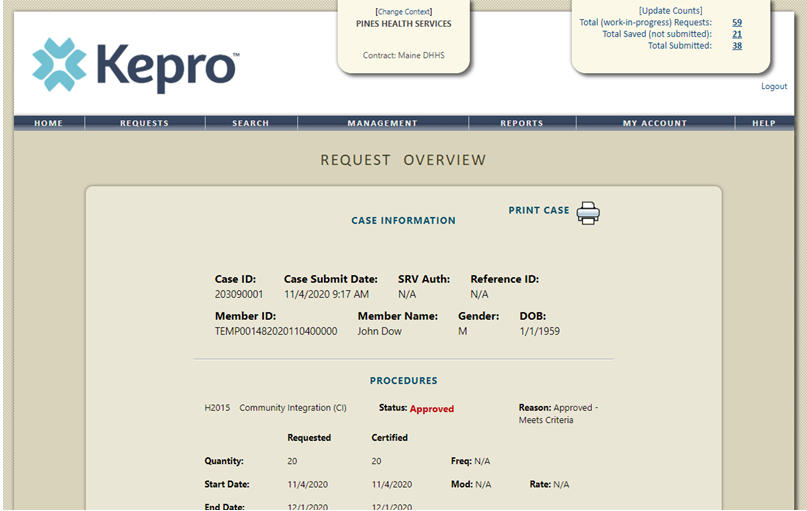 [Change Context]
PINES HEALTH SERVICES
Contract: Maine DHHS
[Update Counts]
Total (work-in-progress) Requests: 59
Total Saved (not submitted): 21
Total Submitted: 38
Kepro™
Logout
HOME REQUESTS SEARCH MANAGEMENT REPORTS MY ACCOUNT HELP
REQUEST OVERVIEW
PRINT CASE
CASE INFORMATION
Case ID: Case Submit Date: SRV Auth: Reference ID:
203090001 11/4/2020 9:17 AM N/A N/A
Member ID: Member Name: Gender: DOB:
TEMP001482020110400000 John Dow M 1/1/1959
PROCEDURES
H2015 Community Integration (CI) Status: Approved Reason: Approved -
Meets Criteria
Requested Certified
Quantity: 20 20 Freq: N/A
Start Date: 11/4/2020 11/4/2020 Mod: N/A Rate: N/A
End Date: 12/1/2020 12/1/2020